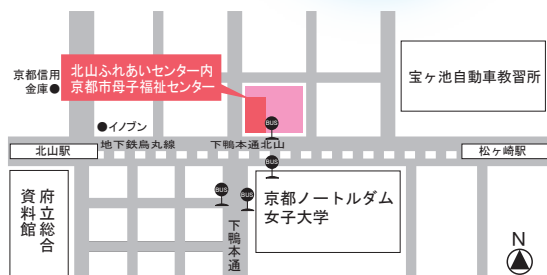 京都信用
金庫●
北山ふれあいセンター内
京都市母子福祉センター
宝ヶ池自動車教習所
●イノブン
BUS
地下鉄烏丸線
下鴨本通北山
北山駅
松ヶ崎駅
BUS
BUS
BUS
府立総合
資料館
下鴨本通
京都ノートルダム
女子大学
N